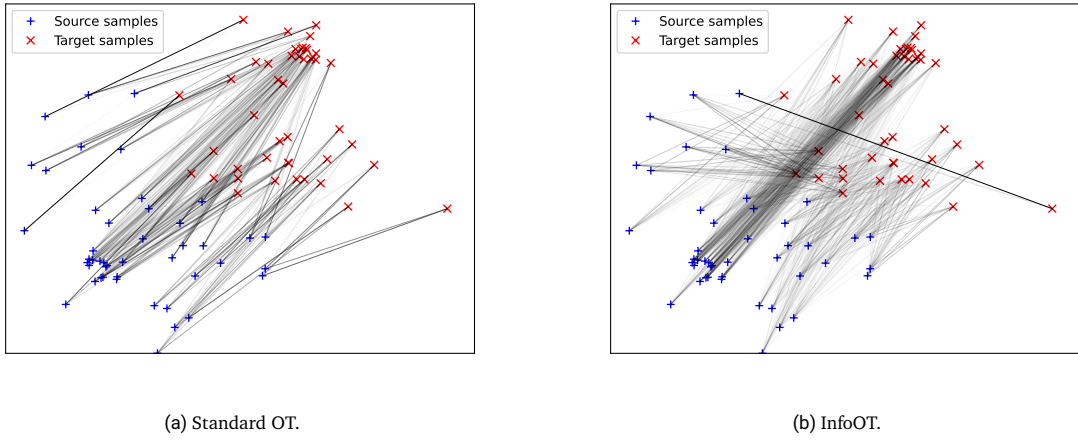 Source samples
Target samples
Source samples
Target samples
(a) Standard OT.
(b) InfoOT.